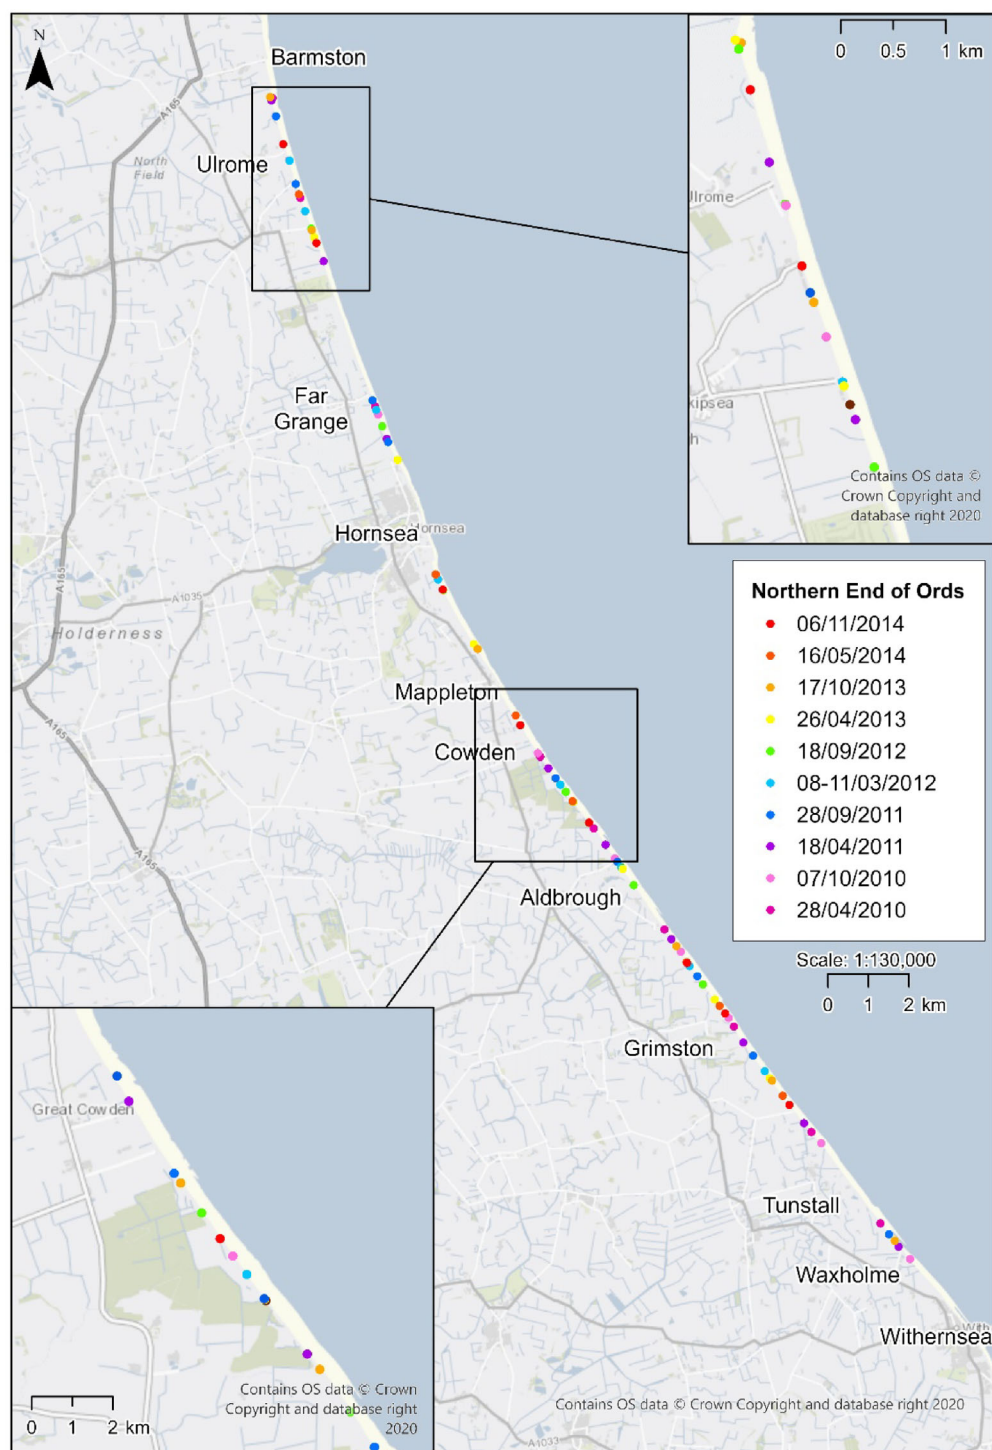 N
Barmston
A165
North
Field
Ulrome
Far
Grange
Hornsea
Hornsea
A165
A1035
Holderness
A165
Mappleton
Cowden
Aldbrough
Grimston
Tunstall
Waxholme
With
Withernsea
A1033
Contains OS data © Crown Copyright and database right 2020
0 0.5 1 km
Ulrome
kipsea
h
Contains OS data ©
Crown Copyright and
database right 2020
Northern End of Ords
06/11/2014
16/05/2014
17/10/2013
26/04/2013
18/09/2012
08-11/03/2012
28/09/2011
18/04/2011
07/10/2010
28/04/2010
Scale: 1:130,000
0 1 2 km
Great Cowden
0 1 2 km
Contains OS data © Crown
Copyright and database right
2020